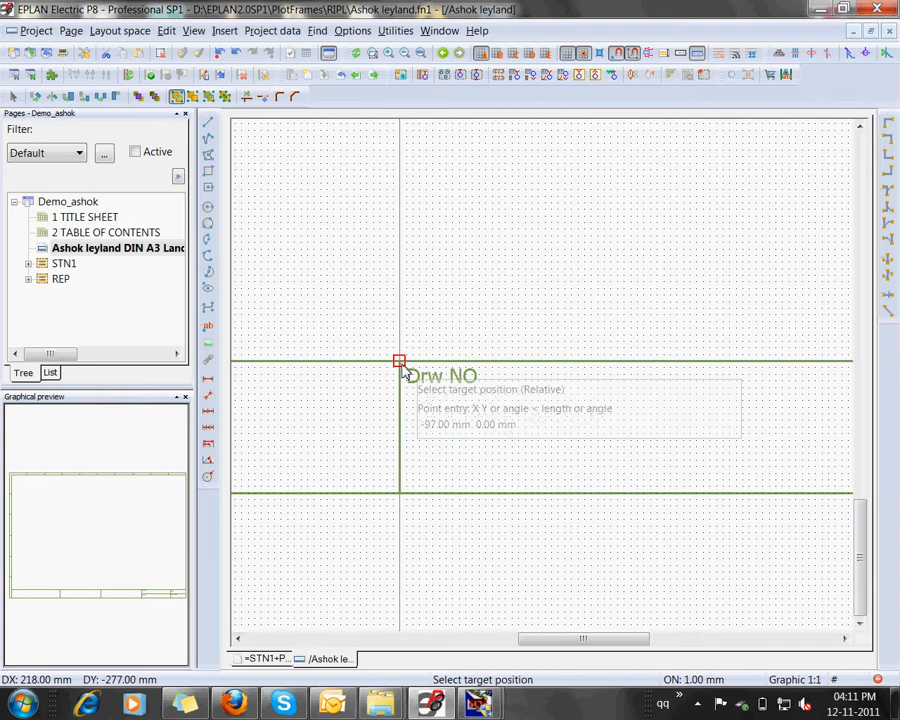 EPLAN Electric P8 - Professional SP1 - D:\EPLAN2.0SP1\PlotFrames\RIPL\Ashok leyland.fn1 - [/Ashok leyland]
Project Page Layout space Edit View Insert Project data Find Options Utilities Window Help
Pages - Demo_ashok
Filter:
Default
...
Active
Demo_ashok
1 TITLE SHEET
2 TABLE OF CONTENTS
Ashok leyland DIN A3 Land
STN1
REP
Tree List
Graphical preview
Drw NO
Select target position (Relative)
Point entry: X Y or angle < length or angle
-97.00 mm 0.00 mm
=STN1+P...
/Ashok le...
DX: 218.00 mm DY: -277.00 mm
Select target position
ON: 1.00 mm
Graphic 1:1
#
qq
04:11 PM
12-11-2011